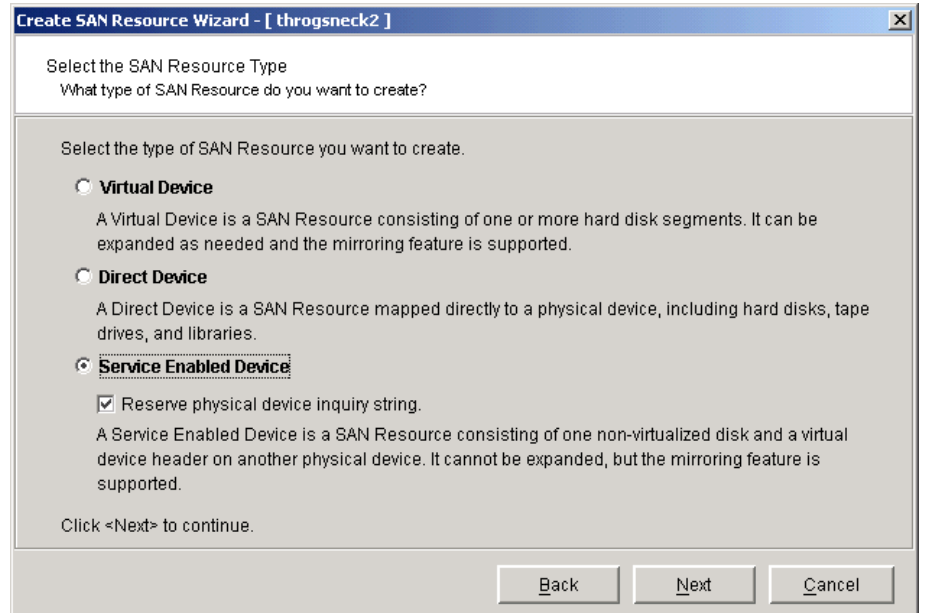 Create SAN Resource Wizard - [ throgsneck2 ]
Select the SAN Resource Type
What type of SAN Resource do you want to create?
Select the type of SAN Resource you want to create.
Virtual Device
A Virtual Device is a SAN Resource consisting of one or more hard disk segments. It can be
expanded as needed and the mirroring feature is supported.
Direct Device
A Direct Device is a SAN Resource mapped directly to a physical device, including hard disks, tape
drives, and libraries.
Service Enabled Device
Reserve physical device inquiry string.
A Service Enabled Device is a SAN Resource consisting of one non-virtualized disk and a virtual
device header on another physical device. It cannot be expanded, but the mirroring feature is
supported.
Click <Next> to continue.
Back Next Cancel